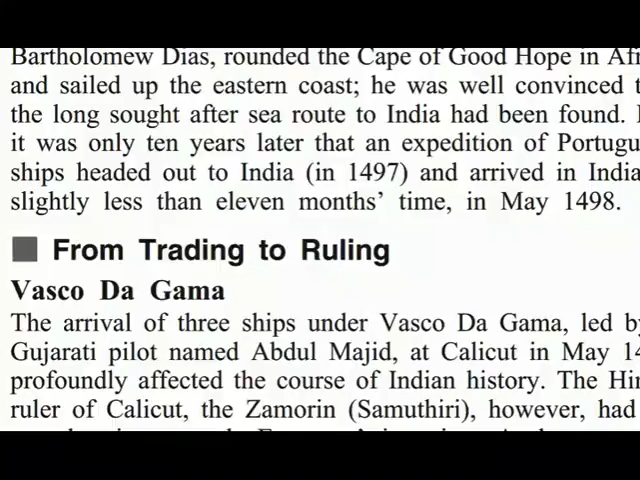 Bartholomew Dias, rounded the Cape of Good Hope in
and sailed up the eastern coast; he was well convinced
the long sought after sea route to India had been found.
it was only ten years later that an expedition of
ships headed out to India (in 1497) and arrived in India
slightly less than eleven months’ time, in May 1498.
From Trading to Ruling
Vasco Da Gama
The arrival of three ships under Vasco Da Gama, led
Gujarati pilot named Abdul Majid, at Calicut in May
profoundly affected the course of Indian history. The
ruler of Calicut, the Zamorin (Samuthiri), however, had